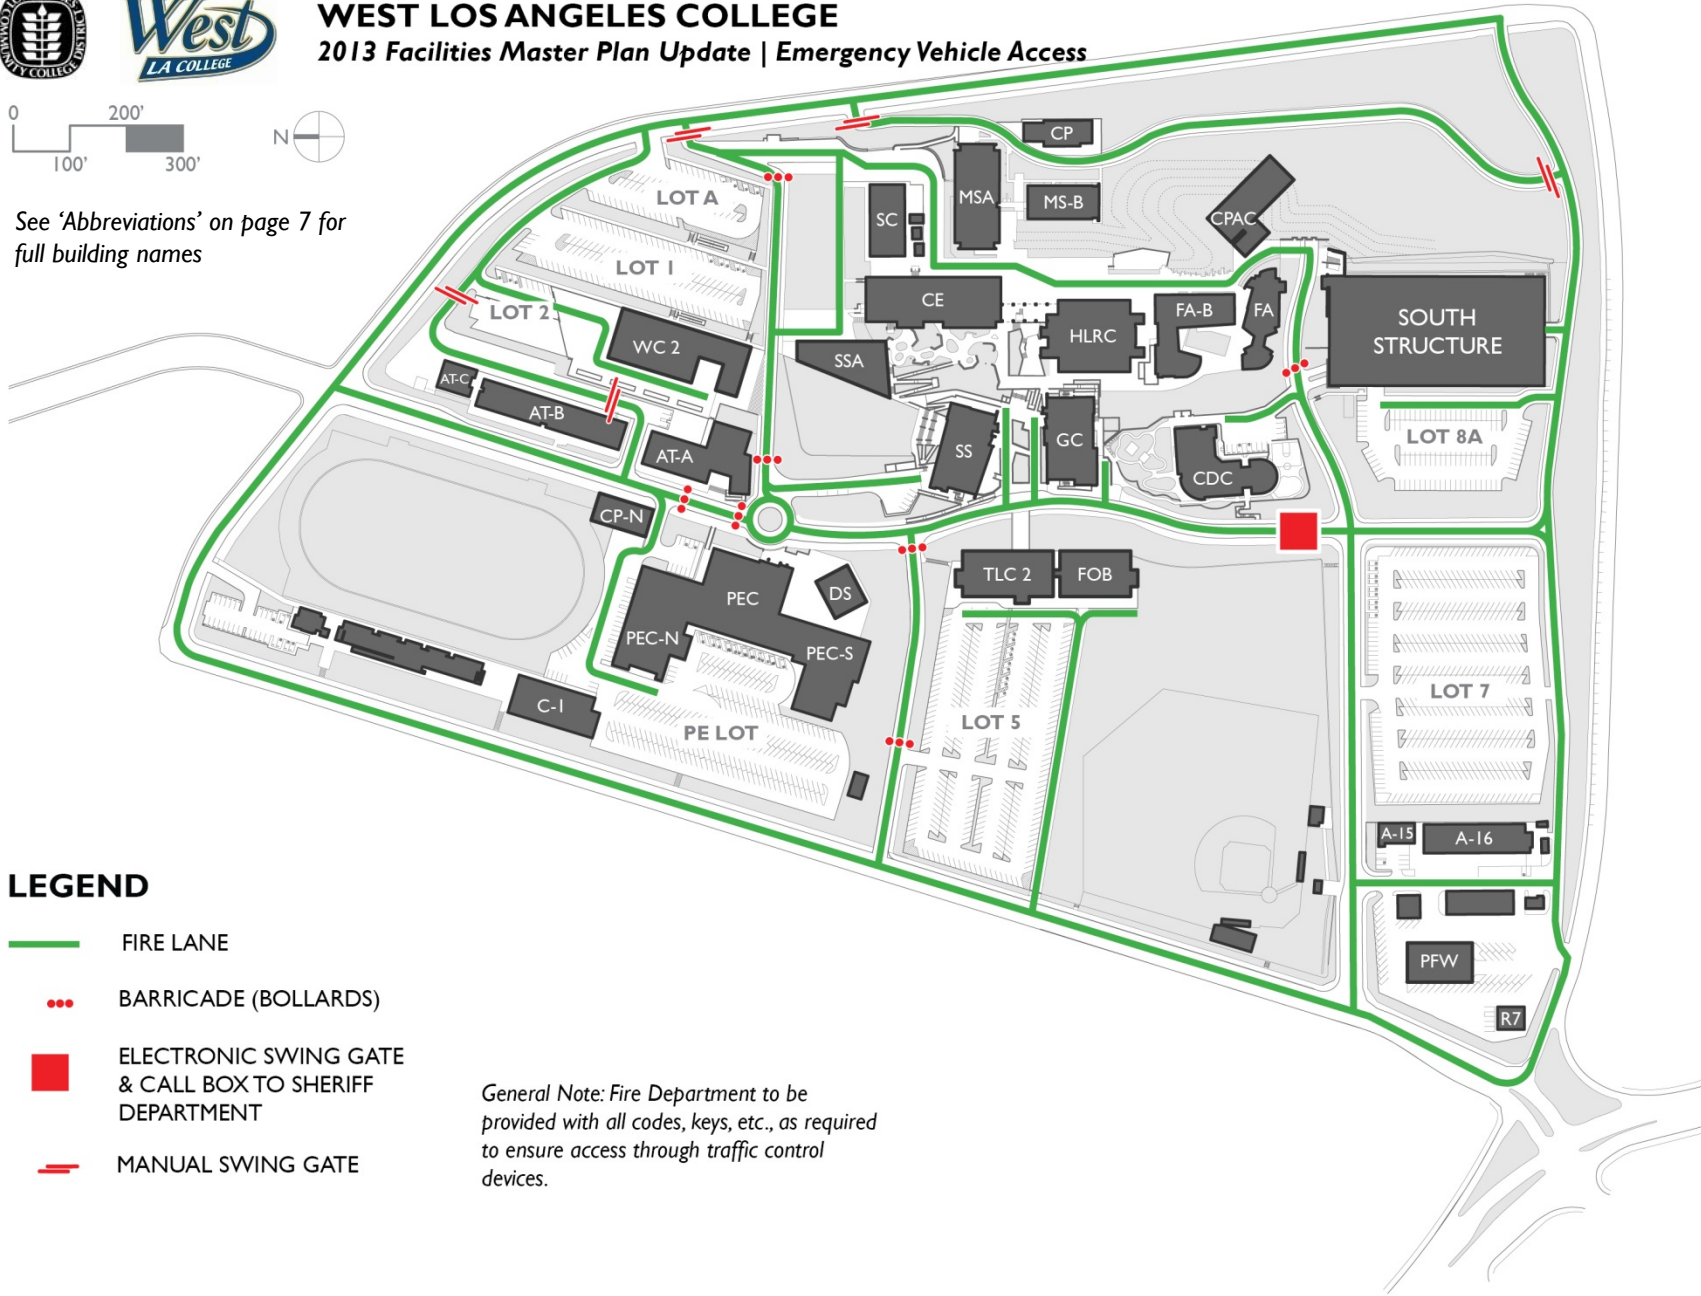 COMMUNITY COLLEGE DISTRICT
West
LA COLLEGE
WEST LOS ANGELES COLLEGE
2013 Facilities Master Plan Update | Emergency Vehicle Access
0 200'
100' 300'
N
See ‘Abbreviations’ on page 7 for
full building names
CP
LOT A
MSA
MS-B
SC
CPAC
LOT 1
CE
LOT 2
FA-B
FA
SOUTH
STRUCTURE
HLRC
WC 2
SSA
AT-C
AT-B
LOT 8A
GC
SS
AT-A
CDC
CP-N
TLC 2
FOB
DS
PEC
PEC-N
PEC-S
LOT 7
C-1
LOT 5
PE LOT
A-15
A-16
PFW
R7
LEGEND
FIRE LANE
BARRICADE (BOLLARDS)
ELECTRONIC SWING GATE
& CALL BOX TO SHERIFF
DEPARTMENT
MANUAL SWING GATE
General Note: Fire Department to be
provided with all codes, keys, etc., as required
to ensure access through traffic control
devices.